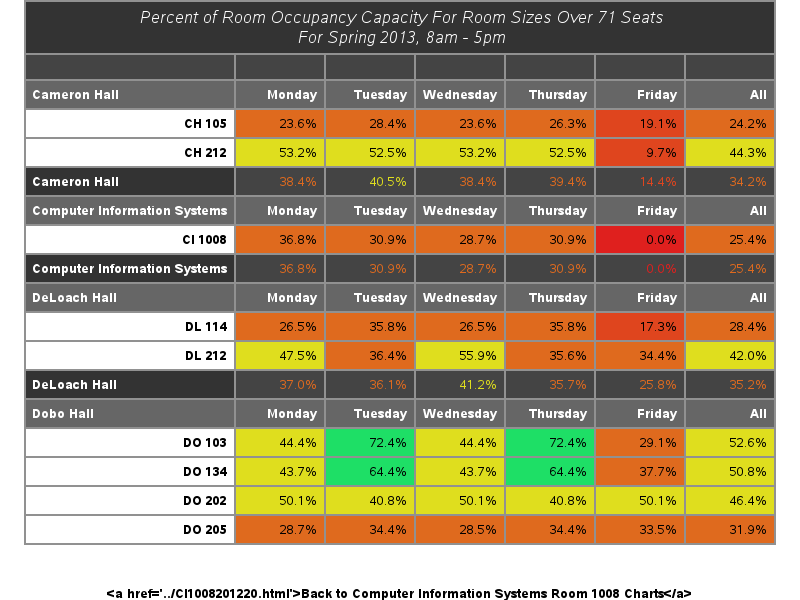 Percent of Room Occupancy Capacity For Room Sizes Over 71 Seats
For Spring 2013, 8am - 5pm
Cameron Hall Monday Tuesday Wednesday Thursday Friday All
CH 105 23.6% 28.4% 23.6% 26.3% 19.1% 24.2%
CH 212 53.2% 52.5% 53.2% 52.5% 9.7% 44.3%
Cameron Hall 38.4% 40.5% 38.4% 39.4% 14.4% 34.2%
Computer Information Systems Monday Tuesday Wednesday Thursday Friday All
CI 1008 36.8% 30.9% 28.7% 30.9% 0.0% 25.4%
Computer Information Systems 36.8% 30.9% 28.7% 30.9% 0.0% 25.4%
DeLoach Hall Monday Tuesday Wednesday Thursday Friday All
DL 114 26.5% 35.8% 26.5% 35.8% 17.3% 28.4%
DL 212 47.5% 36.4% 55.9% 35.6% 34.4% 42.0%
DeLoach Hall 37.0% 36.1% 41.2% 35.7% 25.8% 35.2%
Dobo Hall Monday Tuesday Wednesday Thursday Friday All
DO 103 44.4% 72.4% 44.4% 72.4% 29.1% 52.6%
DO 134 43.7% 64.4% 43.7% 64.4% 37.7% 50.8%
DO 202 50.1% 40.8% 50.1% 40.8% 50.1% 46.4%
DO 205 28.7% 34.4% 28.5% 34.4% 33.5% 31.9%
<a href='../CI1008201220.html'>Back to Computer Information Systems Room 1008 Charts</a>